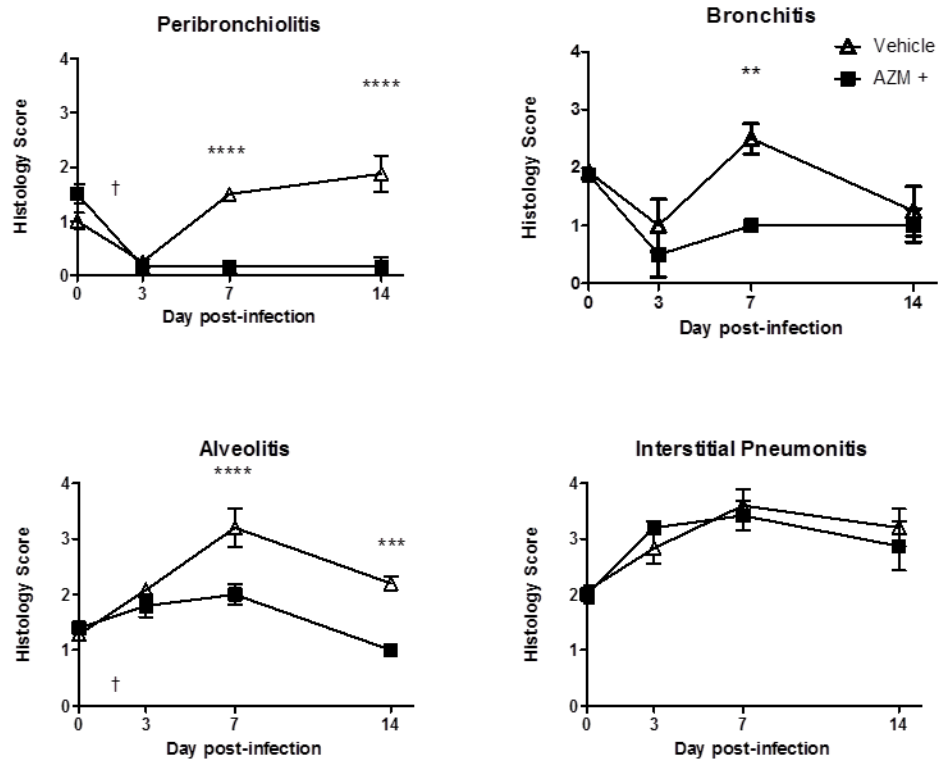 Peribronchiolitis
4
3
2
1
0
Histology Score
****
****
†
0 3 7 14
Day post-infection
Bronchitis
Vehicle
AZM +
4
3
2
1
0
Histology Score
**
0 3 7 14
Day post-infection
Alveolitis
4
3
2
1
0
Histology Score
****
***
†
0 3 7 14
Day post-infection
Interstitial Pneumonitis
4
3
2
1
0
Histology Score
0 3 7 14
Day post-infection